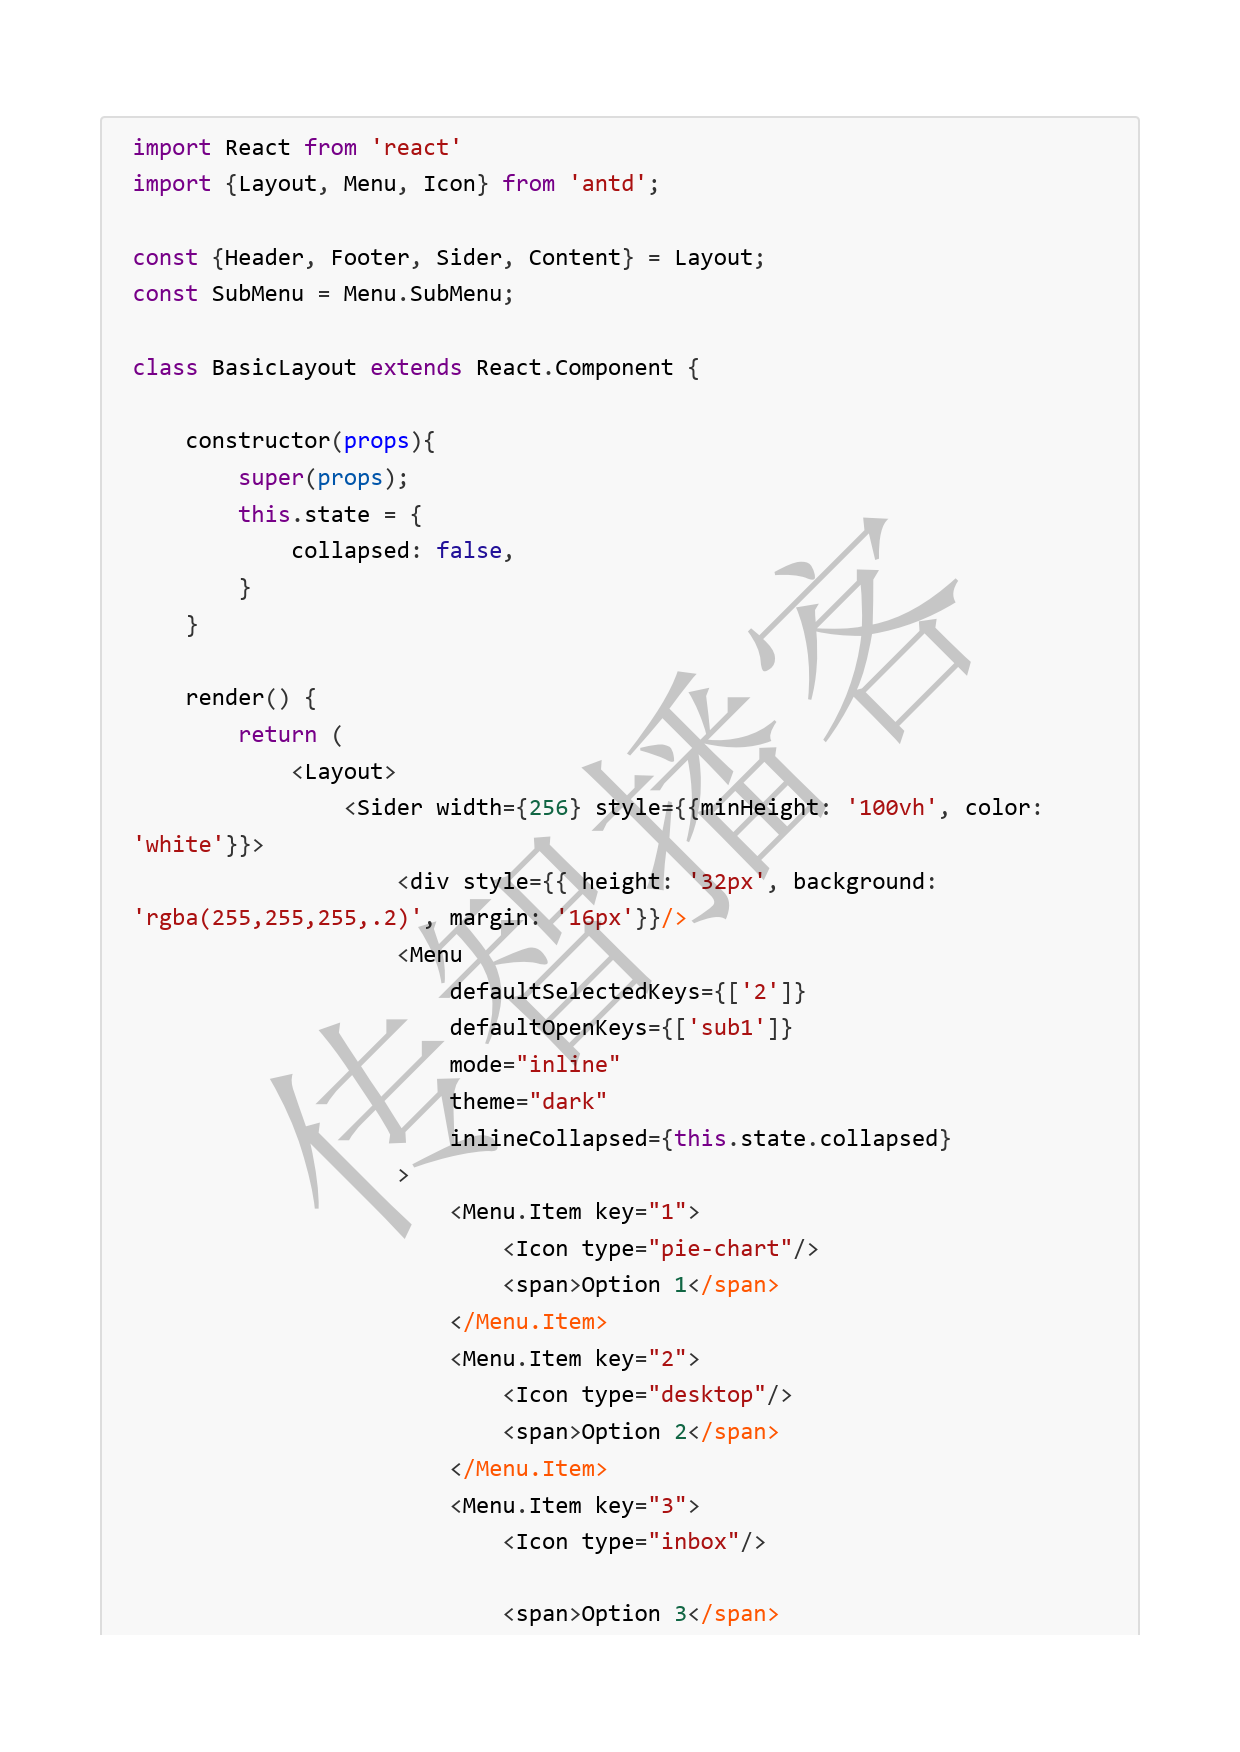 import React from 'react'
import {Layout, Menu, Icon} from 'antd';
const {Header, Footer, Sider, Content} = Layout;
const SubMenu = Menu.SubMenu;
class BasicLayout extends React.Component {
constructor(props){
super(props);
this.state = {
collapsed: false,
}
}
render() {
return (
<Layout>
<Sider width={256} style={{minHeight: '100vh', color:
'white'}}>
<div style={{ height: '32px', background:
'rgba(255,255,255,.2)', margin: '16px'}}/>
<Menu
defaultSelectedKeys={['2']}
defaultOpenKeys={['sub1']}
mode="inline"
theme="dark"
inlineCollapsed={this.state.collapsed}
>
<Menu.Item key="1">
<Icon type="pie-chart"/>
<span>Option 1</span>
</Menu.Item>
<Menu.Item key="2">
<Icon type="desktop"/>
<span>Option 2</span>
</Menu.Item>
<Menu.Item key="3">
<Icon type="inbox"/>
<span>Option 3</span>
传智播客